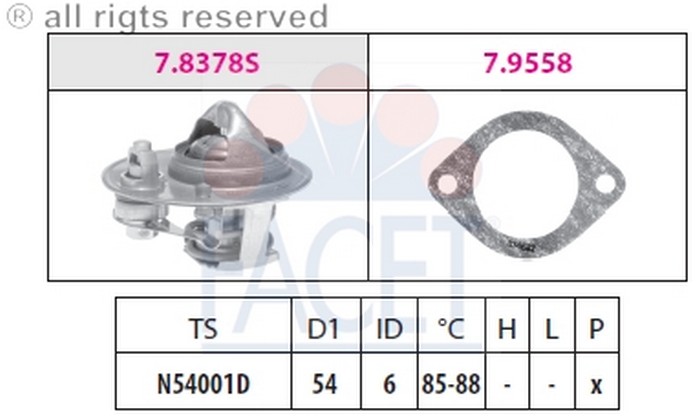 ® all rigts reserved
7.8378S 7.9558
FACET
TS D1 ID °C H L P
N54001D 54 6 85-88 - - x